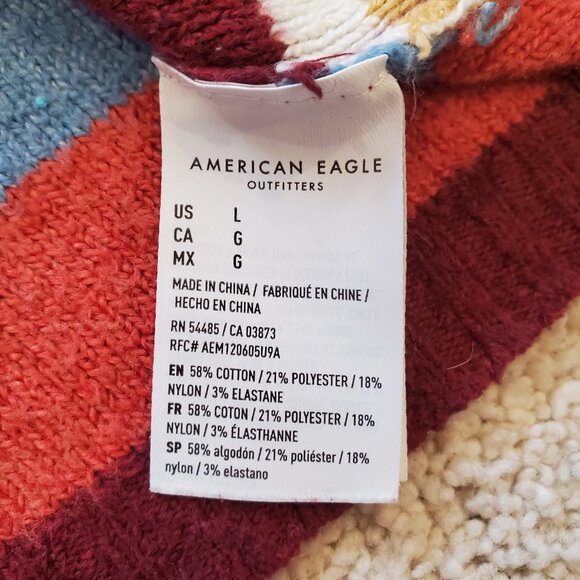 AMERICAN EAGLE
OUTFITTERS
US L
CA G
MX G
MADE IN CHINA / FABRIQUÉ EN CHINE /
HECHO EN CHINA
RN 54485 / CA 03873
RFC# AEM120605U9A
EN 58% COTTON / 21% POLYESTER / 18%
NYLON / 3% ELASTANE
FR 58% COTON / 21% POLYESTER / 18%
NYLON / 3% ÉLASTHANNE
SP 58% algodón / 21% poliéster / 18%
nylon / 3% elastano